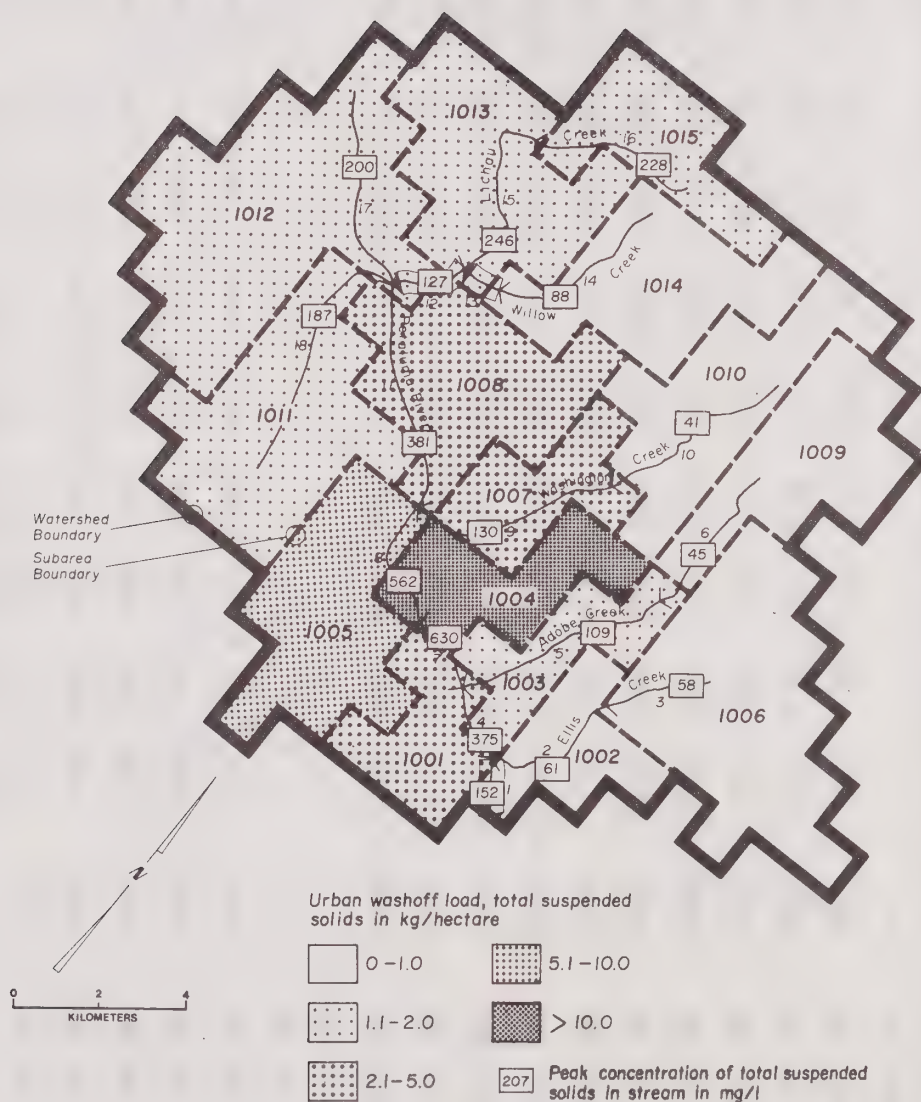 1013
Creek
16
1015
228
200
Lichau
15
1012
17
246
14
Creek
1014
127
12
13
88
Willow
187
18
1008
1010
1011
381
41
10
Creek
1009
1007
Washington
Watershed
Boundary
Subarea
Boundary
130
9
6
45
8
562
1004
1005
630
7
Adobe Creek
109
5
1003
Creek
58
3
1006
4
375
Ellis
2
1002
1001
61
152
1
N
Urban washoff load, total suspended
solids in kg/hectare
0-1.0
5.1-10.0
1.1-2.0
>10.0
2.1-5.0
207
Peak concentration of total suspended
solids in stream in mg/l
0 2 4
KILOMETERS